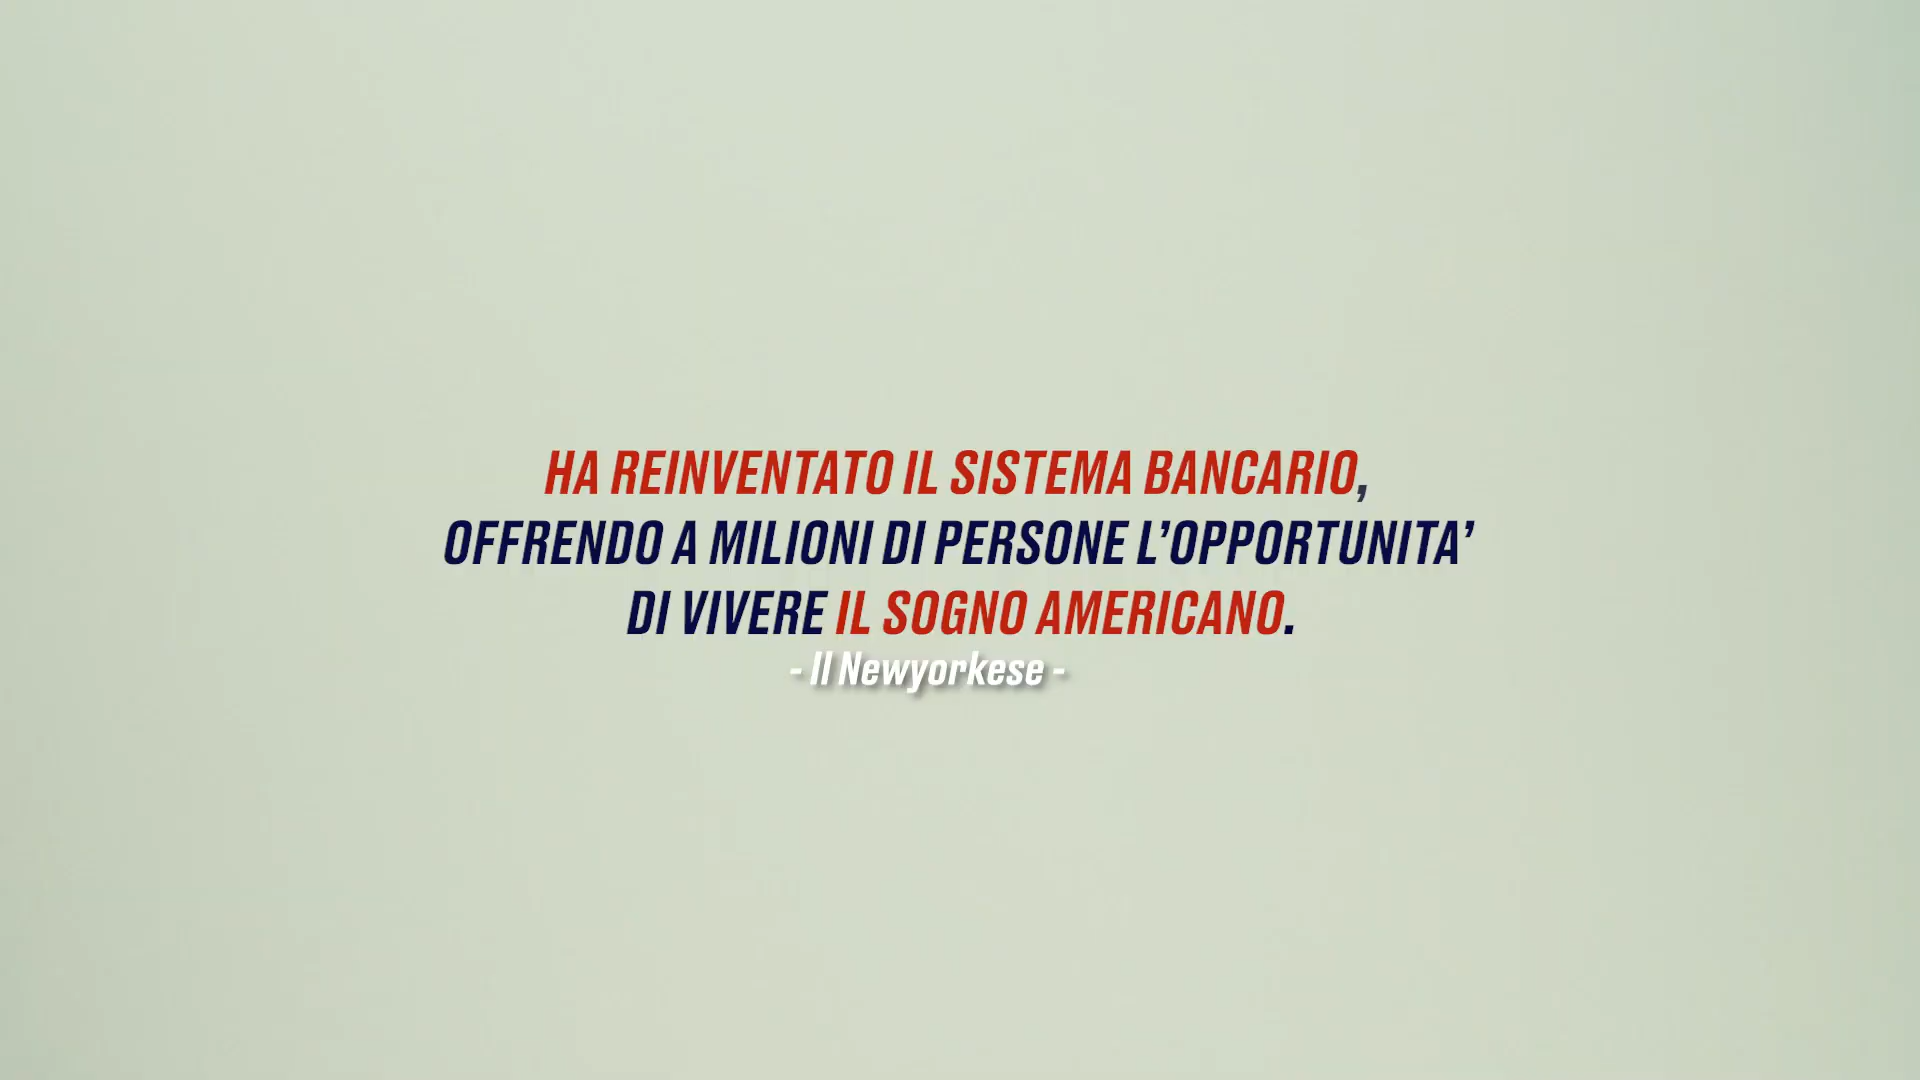 HA REINVENTATO IL SISTEMA BANCARIO,
OFFRENDO A MILIONI DI PERSONE L’OPPORTUNITA’
DI VIVERE IL SOGNO AMERICANO.
- Il Newyorkese -